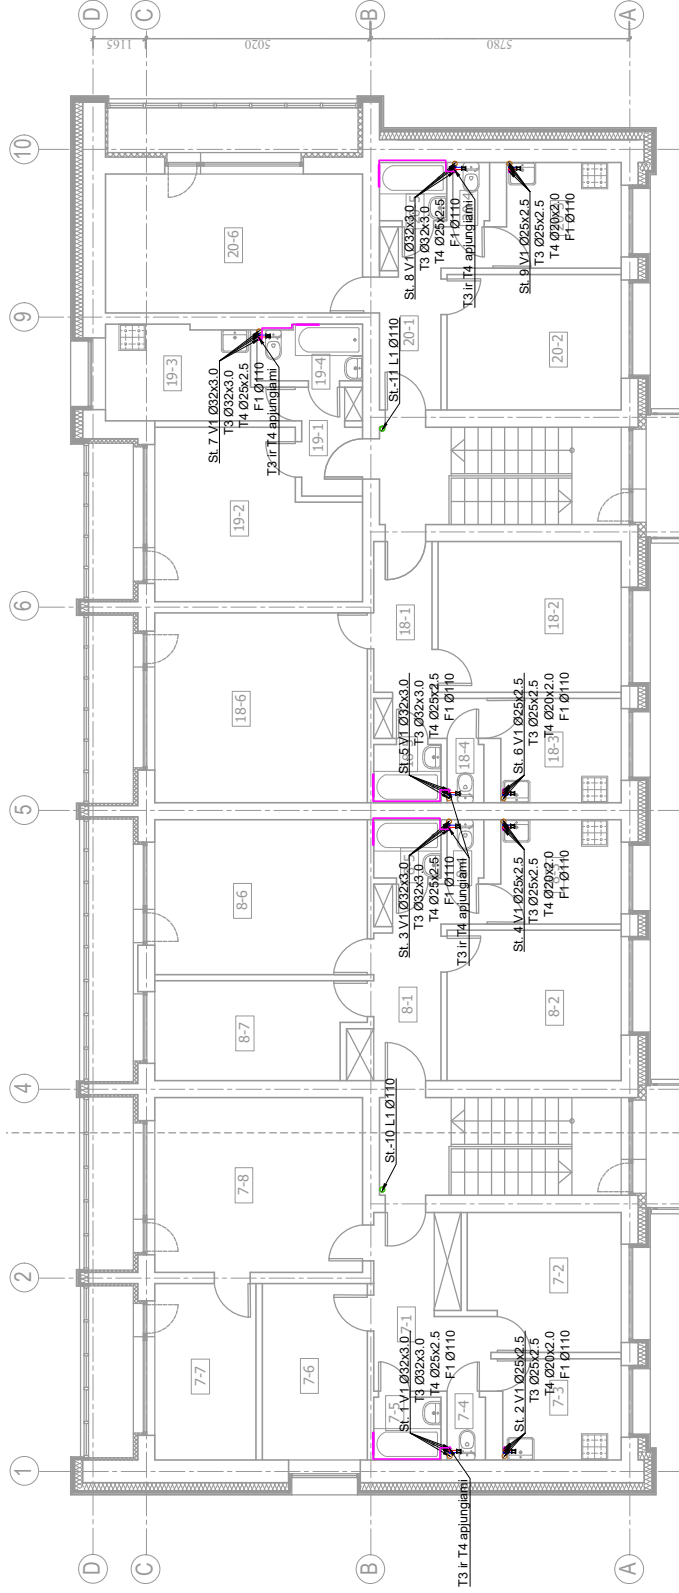 D
C
B
A
1165
5020
5780
10
20-6
St. 8 V1 Ø32x3.0
T3 Ø32x3.0
T4 Ø25x2.5
F1 Ø110
T3 ir T4 apjungiami
St. 9 V1 Ø25x2.5
T3 Ø25x2.5
T4 Ø20x2.0
F1 Ø110
9
19-3
St. 7 V1 Ø32x3.0
T3 Ø32x3.0
T4 Ø25x2.5
F1 Ø110
T3 ir T4 apjungiami
19-4
19-1
20-1
20-2
St.-11 L1 Ø110
19-2
6
18-1
18-2
18-6
St. 5 V1 Ø32x3.0
T3 Ø32x3.0
T4 Ø25x2.5
F1 Ø110
18-4
St. 6 V1 Ø25x2.5
T3 Ø25x2.5
T4 Ø20x2.0
F1 Ø110
18-3
5
8-6
St. 3 V1 Ø32x3.0
T3 Ø32x3.0
T4 Ø25x2.5
F1 Ø110
T3 ir T4 apjungiami
St. 4 V1 Ø25x2.5
T3 Ø25x2.5
T4 Ø20x2.0
F1 Ø110
8-7
8-1
8-2
4
St.-10 L1 Ø110
7-8
2
7-7
7-6
7-1
7-2
7-5
St. 1 V1 Ø32x3.0
T3 Ø32x3.0
T4 Ø25x2.5
F1 Ø110
7-4
St. 2 V1 Ø25x2.5
T3 Ø25x2.5
T4 Ø20x2.0
F1 Ø110
7-3
1
T3 ir T4 apjungiami
D
C
B
A